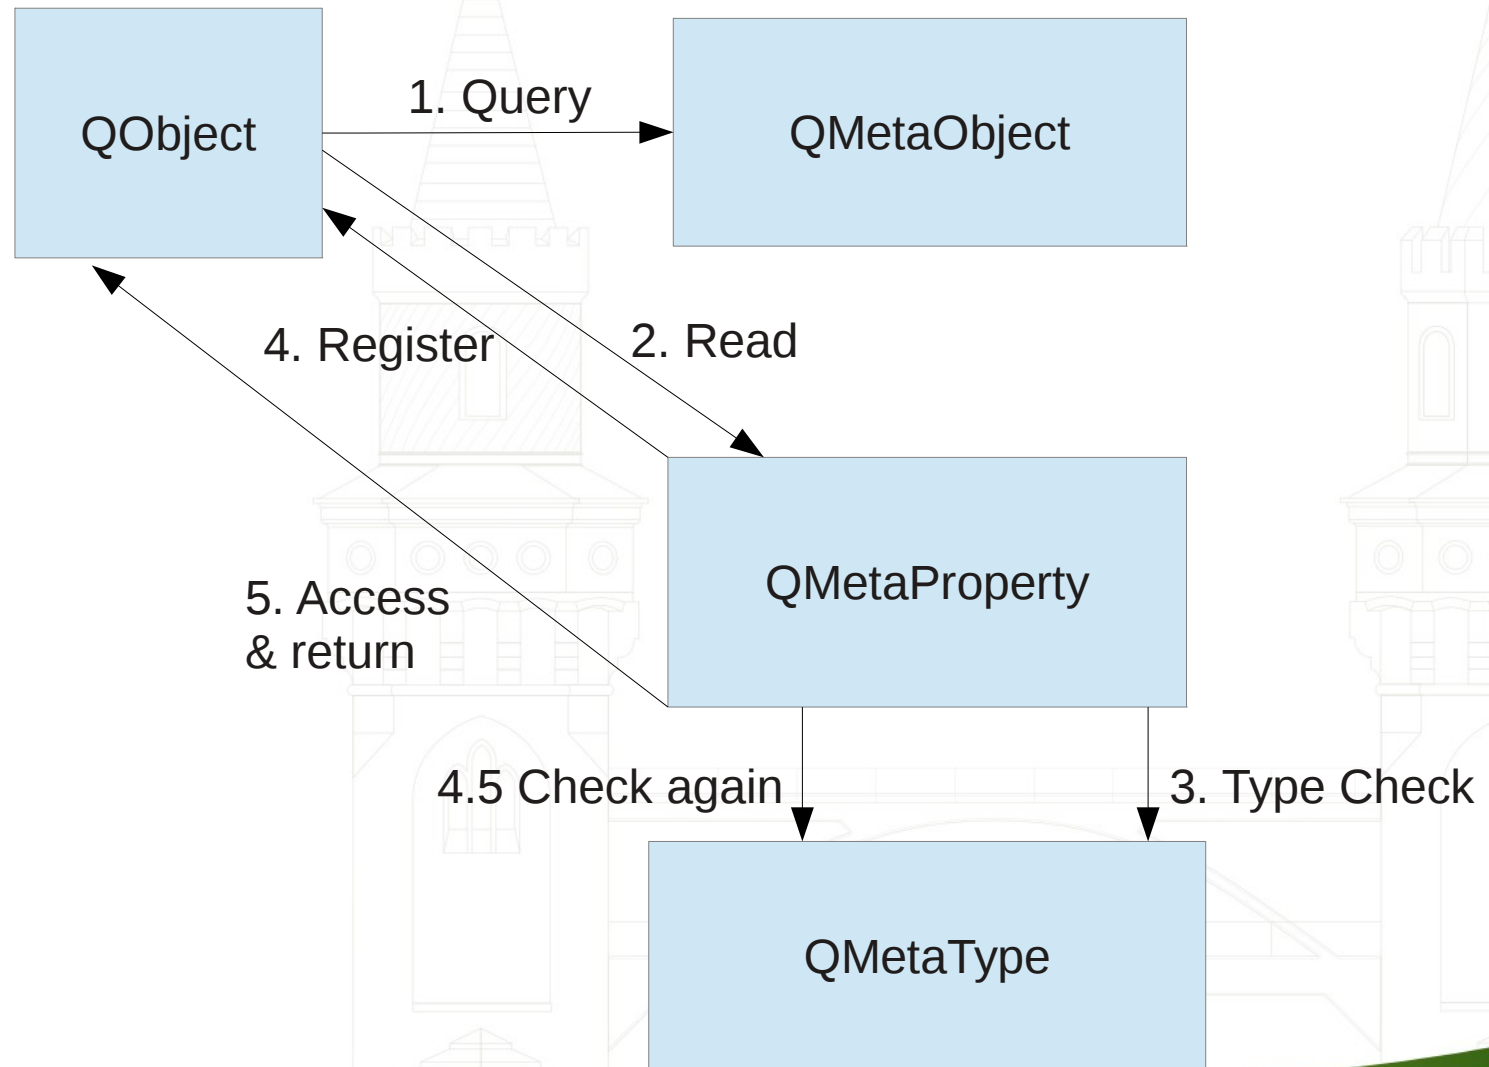 1. Query
QObject
QMetaObject
4. Register
2. Read
QMetaProperty
5. Access
& return
4.5 Check again
3. Type Check
QMetaType